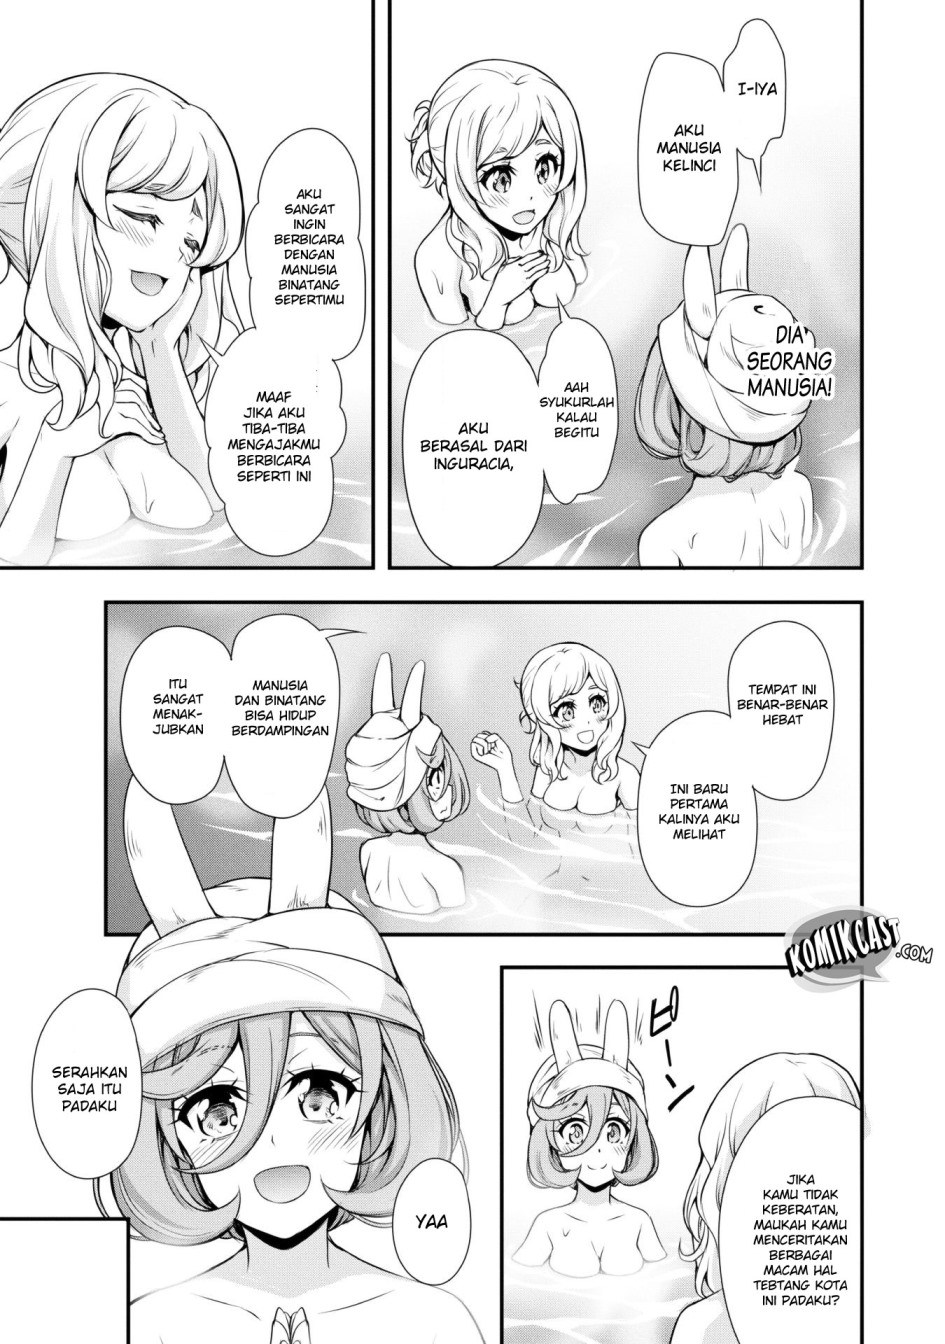 I-IYA
AKU
MANUSIA
KELINCI
DIA
SEORANG
MANUSIA!
AAH
SYUKURLAH
KALAU
BEGITU
AKU
BERASAL DARI
INGURACIA,
AKU
SANGAT
INGIN
BERBICARA
DENGAN
MANUSIA
BINATANG
SEPERTIMU
MAAF
JIKA AKU
TIBA-TIBA
MENGAJAKMU
BERBICARA
SEPERTI INI
TEMPAT INI
BENAR-BENAR
HEBAT
INI BARU
PERTAMA
KALINYA AKU
MELIHAT
MANUSIA
DAN BINATANG
BISA HIDUP
BERDAMPINGAN
ITU
SANGAT
MENAK-
JUBKAN
KOMIKCAST
.COM
JIKA
KAMU TIDAK
KEBERATAN,
MAUKAH KAMU
MENCERITAKAN
BERBAGAI
MACAM HAL
TEBTANG KOTA
INI PADAKU?
ピーン
SERAHKAN
SAJA ITU
PADAKU
YAA